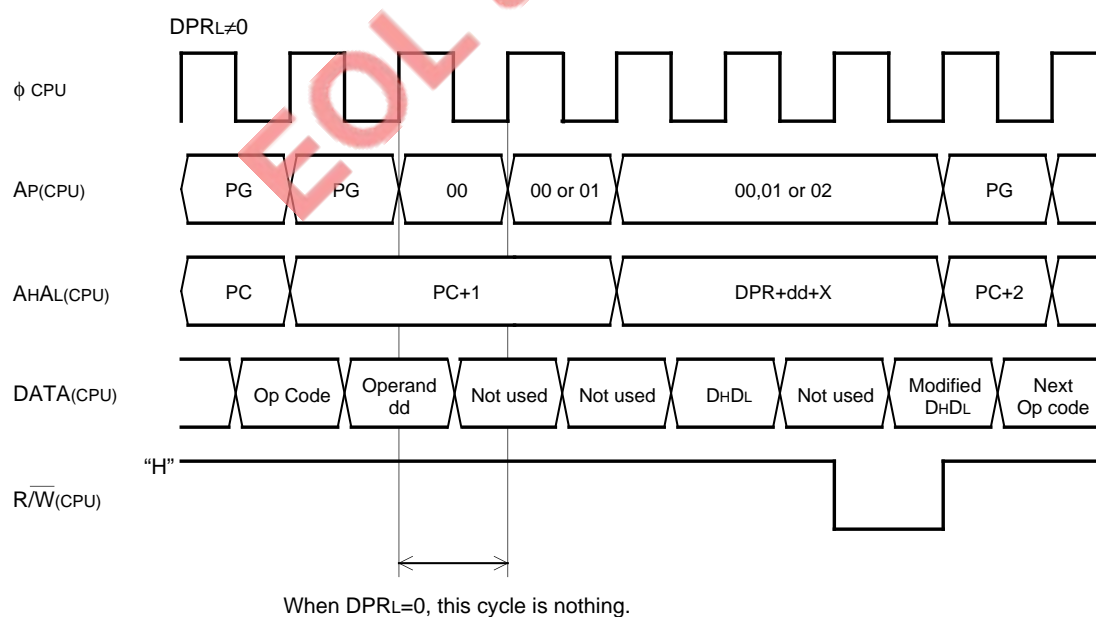 DPRL≠0
ϕ CPU
AP(CPU)
PG PG 00 00 or 01 00,01 or 02 PG
AHAL(CPU)
PC PC+1 DPR+dd+X PC+2
DATA(CPU)
Op Code Operand dd Not used Not used DHDL Not used Modified DHDL Next Op code
“H”
R/W̅(CPU)
When DPRL=0, this cycle is nothing.
EOL